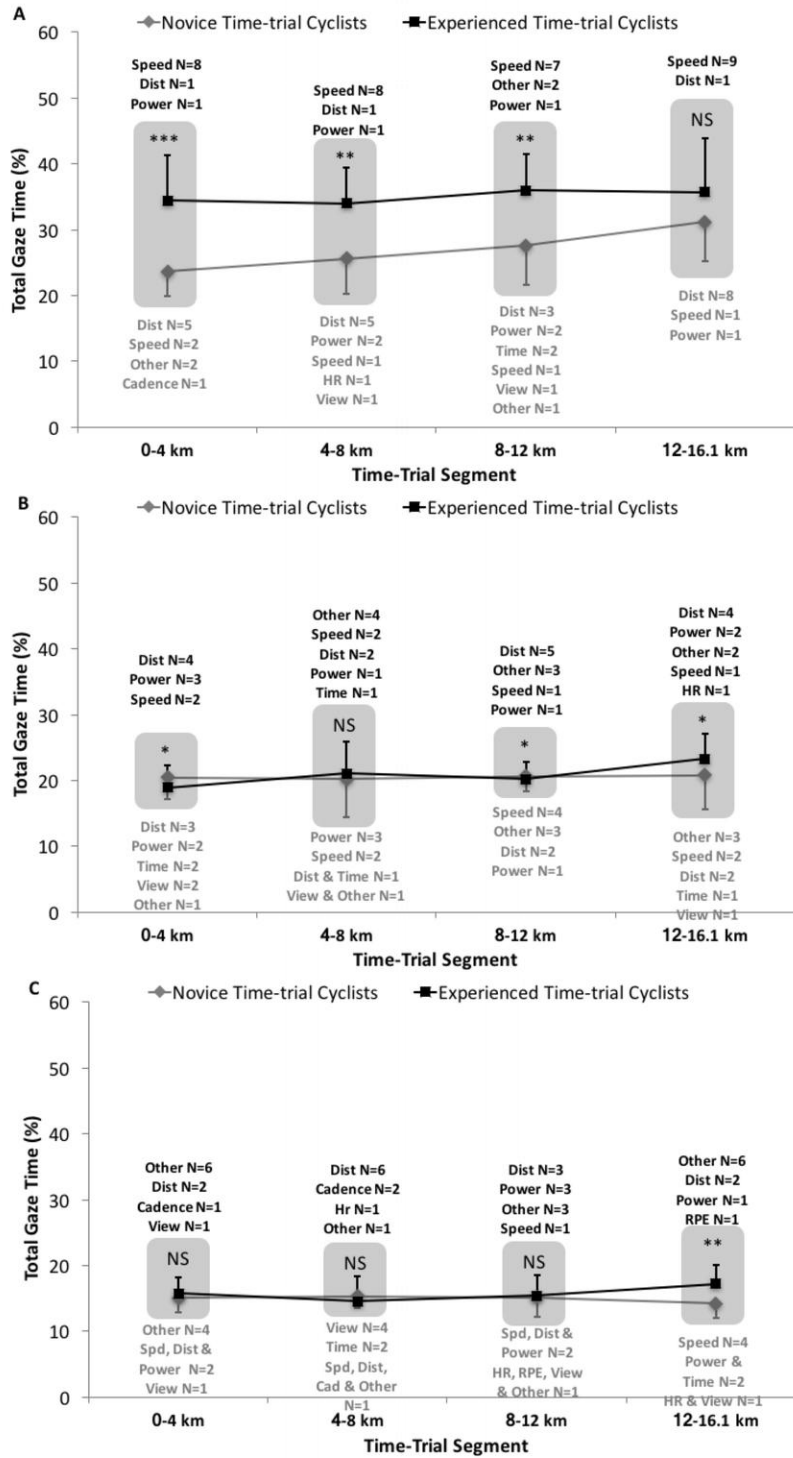 A
Novice Time-trial Cyclists Experienced Time-trial Cyclists
Total Gaze Time (%)
60
50
40
30
20
10
0
Speed N=8
Dist N=1
Power N=1
***
Dist N=5
Speed N=2
Other N=2
Cadence N=1
Speed N=8
Dist N=1
Power N=1
**
Dist N=5
Power N=2
Speed N=1
HR N=1
View N=1
Speed N=7
Other N=2
Power N=1
**
Dist N=3
Power N=2
Time N=2
Speed N=1
View N=1
Other N=1
Speed N=9
Dist N=1
NS
Dist N=8
Speed N=1
Power N=1
0-4 km 4-8 km 8-12 km 12-16.1 km
Time-Trial Segment
B
Novice Time-trial Cyclists Experienced Time-trial Cyclists
Total Gaze Time (%)
60
50
40
30
20
10
0
Dist N=4
Power N=3
Speed N=2
*
Dist N=3
Power N=2
Time N=2
View N=2
Other N=1
Other N=4
Speed N=2
Dist N=2
Power N=1
Time N=1
NS
Power N=3
Speed N=2
Dist & Time N=1
View & Other N=1
Dist N=5
Other N=3
Speed N=1
Power N=1
*
Speed N=4
Other N=3
Dist N=2
Power N=1
Dist N=4
Power N=2
Other N=2
Speed N=1
HR N=1
*
Other N=3
Speed N=2
Dist N=2
Time N=1
View N=1
0-4 km 4-8 km 8-12 km 12-16.1 km
Time-Trial Segment
C
Novice Time-trial Cyclists Experienced Time-trial Cyclists
Total Gaze Time (%)
60
50
40
30
20
10
0
Other N=6
Dist N=2
Cadence N=1
View N=1
NS
Other N=4
Spd, Dist &
Power N=2
View N=1
Dist N=6
Cadence N=2
Hr N=1
Other N=1
NS
View N=4
Time N=2
Spd, Dist,
Cad & Other
N=1
Dist N=3
Power N=3
Other N=3
Speed N=1
NS
Spd, Dist &
Power N=2
HR, RPE, View
& Other N=1
Other N=6
Dist N=2
Power N=1
RPE N=1
**
Speed N=4
Power &
Time N=2
HR & View N=1
0-4 km 4-8 km 8-12 km 12-16.1 km
Time-Trial Segment